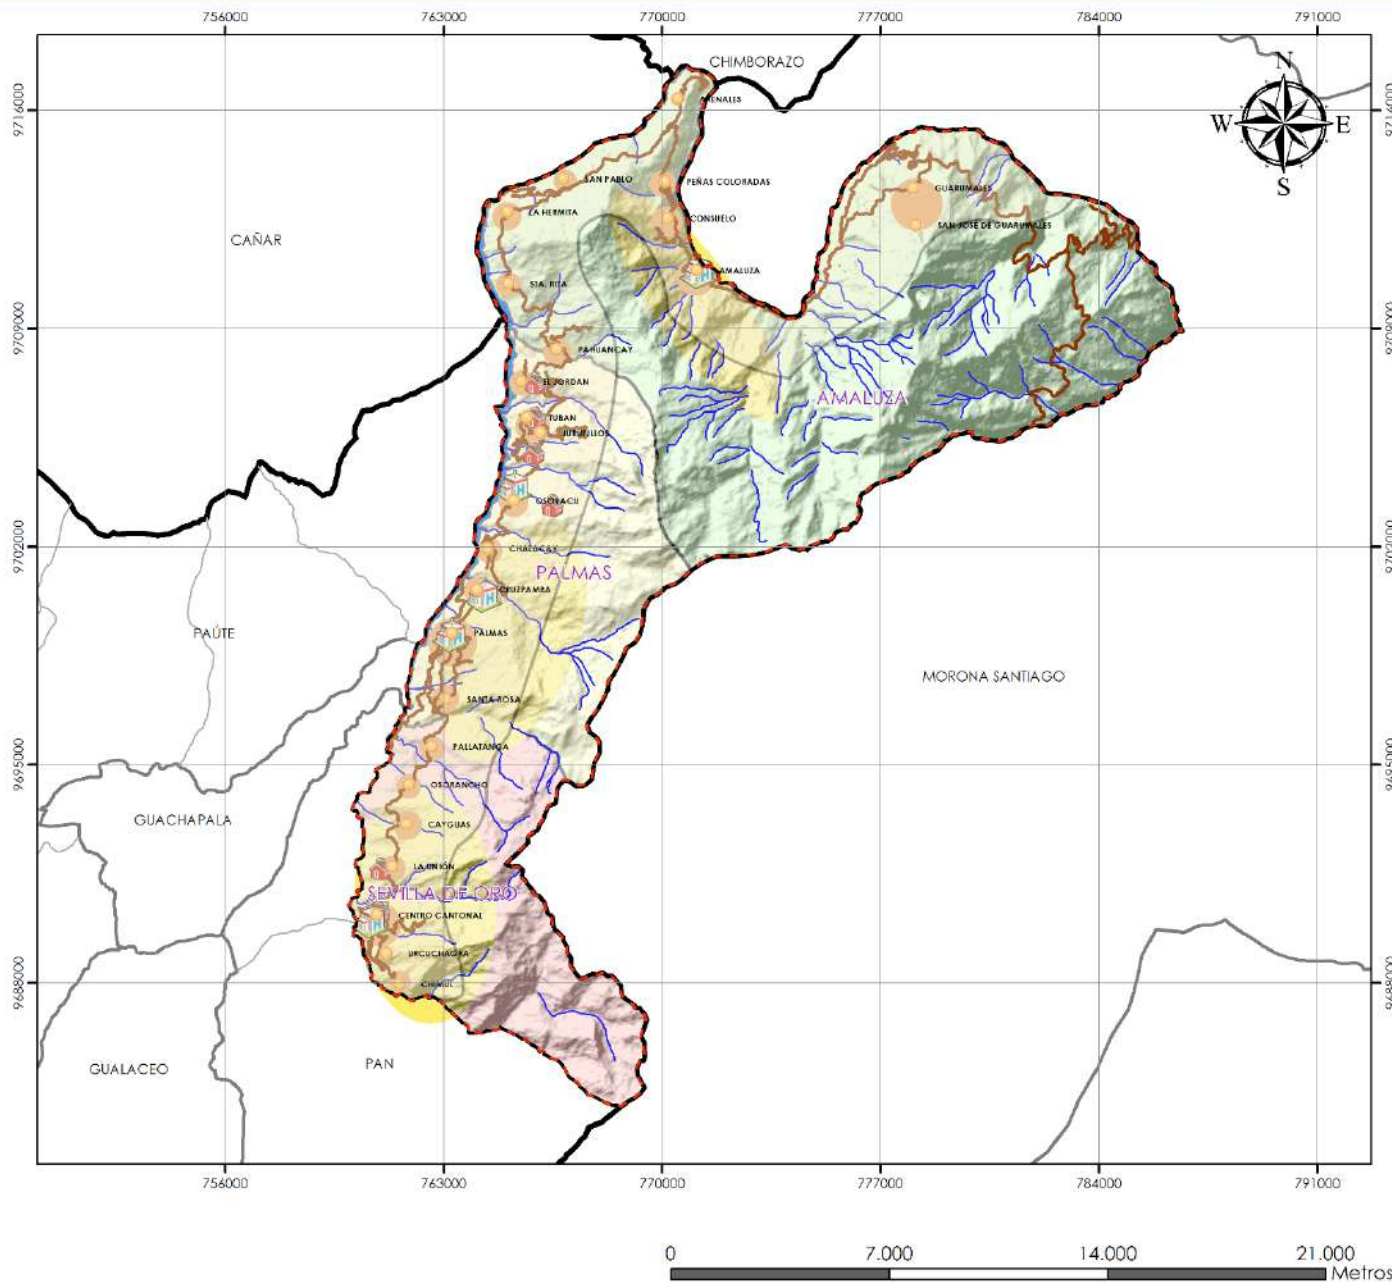 756000 763000 770000 777000 784000 791000
CHIMBORAZO
N
W E
S
9716000
ARENALES
SAN PABLO
PEÑAS COLORADAS
GUARUMALES
LA HERMITA
CONSUELO
SAN JOSE DE GUARUMALES
CAÑAR
AMALUZA
STA. RITA
9709000
PAHUANCAY
EL JORDAN
AMALUZA
TUBAN
JURUPILLOS
OSOYACU
9702000
CHALACAY
PALMAS
CRUZPAMBA
PAÚTE
PALMAS
MORONA SANTIAGO
SANTA ROSA
PALLATANGA
9695000
OSORANCHO
GUACHAPALA
CAYGUAS
LA UNIÓN
SEVILLA DE ORO
CENTRO CANTONAL
URCUCHAGRA
9688000
CHIMUL
GUALACEO
PAN
756000 763000 770000 777000 784000 791000
0 7.000 14.000 21.000
Metros